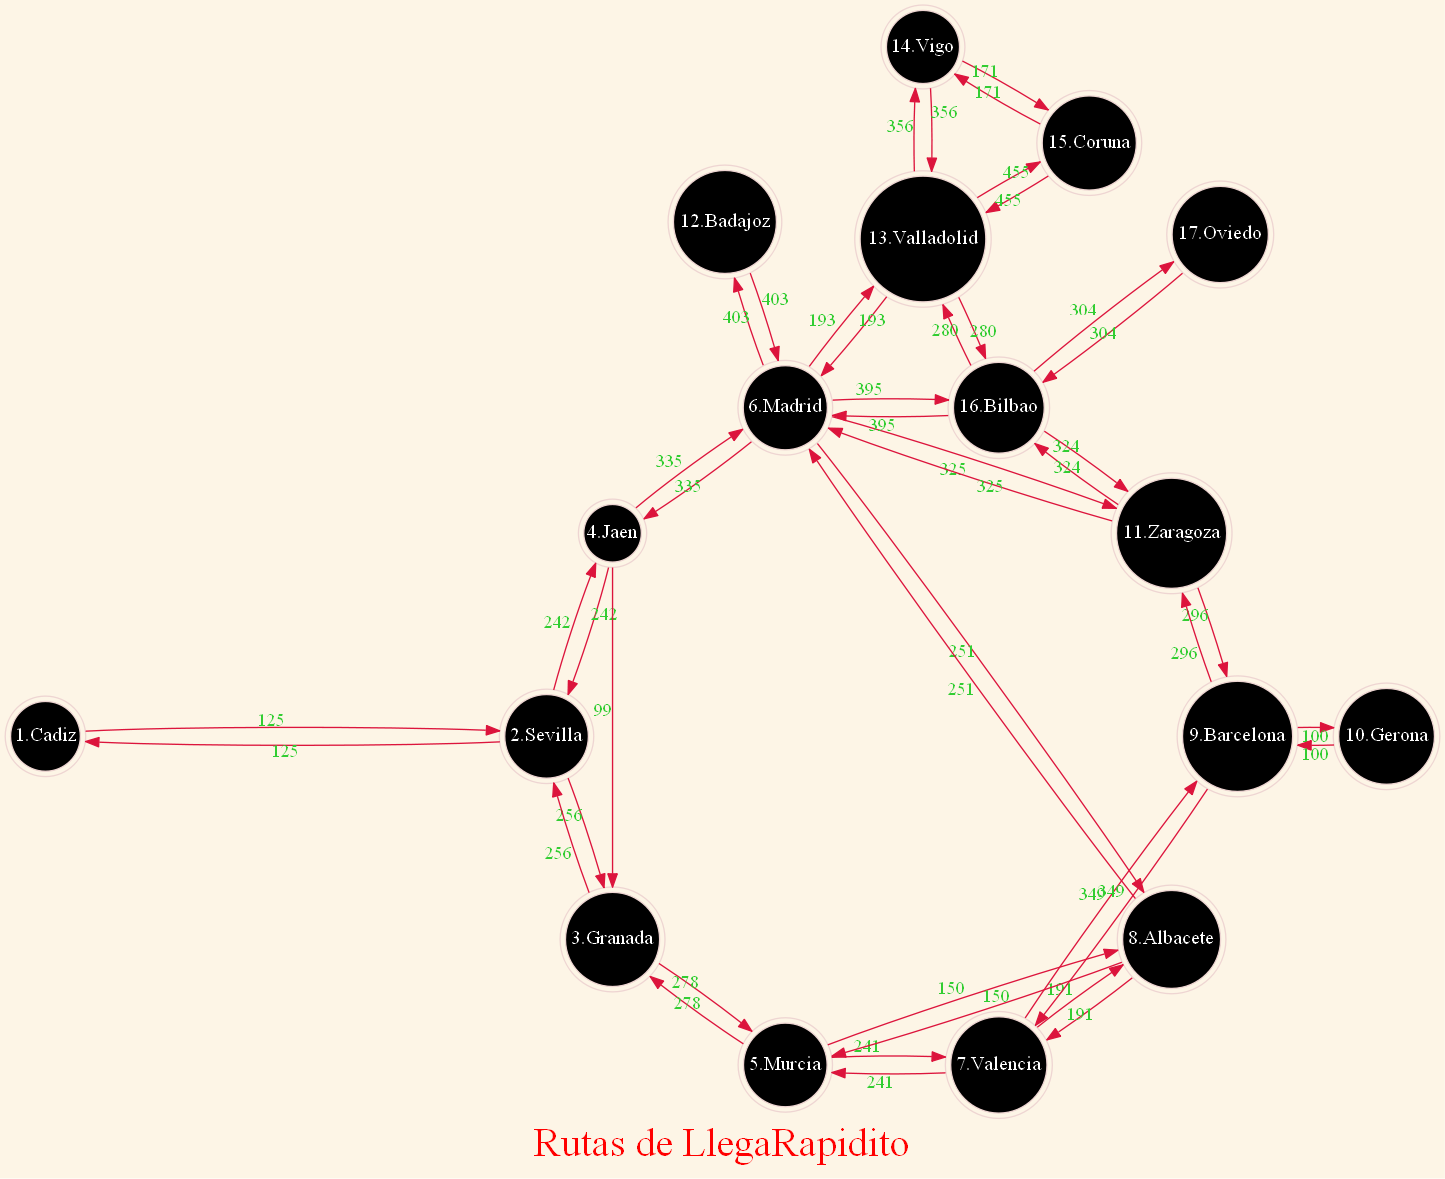 14.Vigo
171
171
356
356
15.Coruna
455
455
12.Badajoz
13.Valladolid
17.Oviedo
403
403
193
193
280
280
304
304
6.Madrid
395
395
16.Bilbao
324
324
325
325
335
335
4.Jaen
11.Zaragoza
242
242
296
296
251
251
99
1.Cadiz
125
125
2.Sevilla
9.Barcelona
100
100
10.Gerona
256
256
349
349
3.Granada
8.Albacete
278
278
150
150
191
191
5.Murcia
241
241
7.Valencia
Rutas de LlegaRapidito